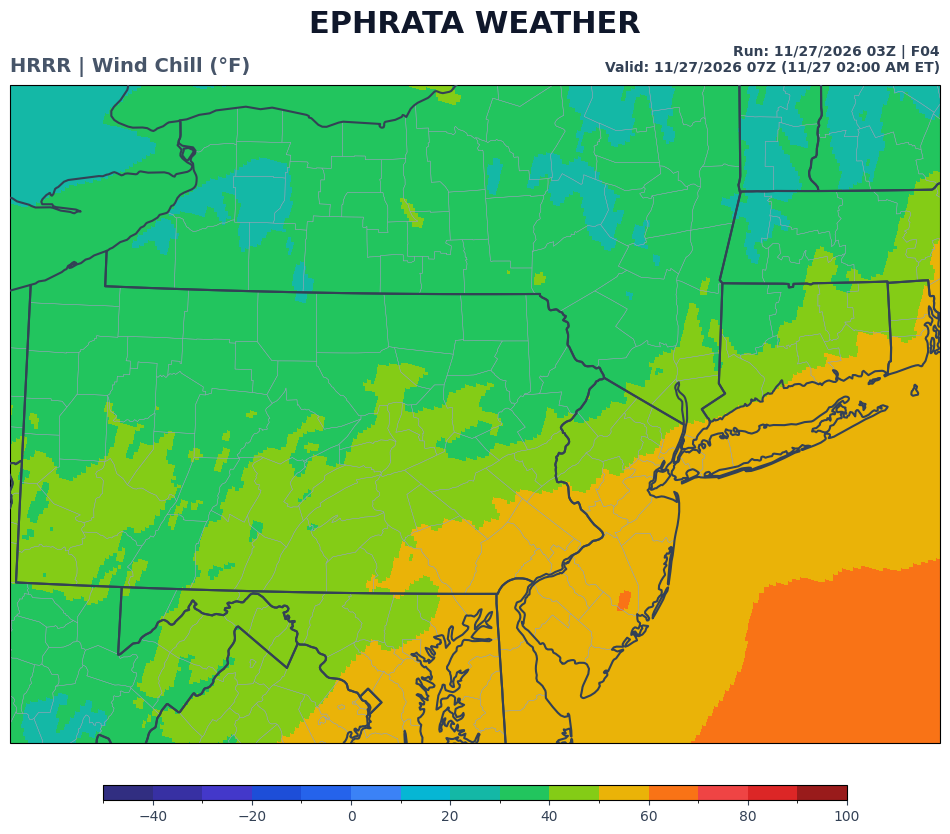 EPHRATA WEATHER
HRRR | Wind Chill (°F)
Run: 11/27/2026 03Z | F04
Valid: 11/27/2026 07Z (11/27 02:00 AM ET)
−40 −20 0 20 40 60 80 100